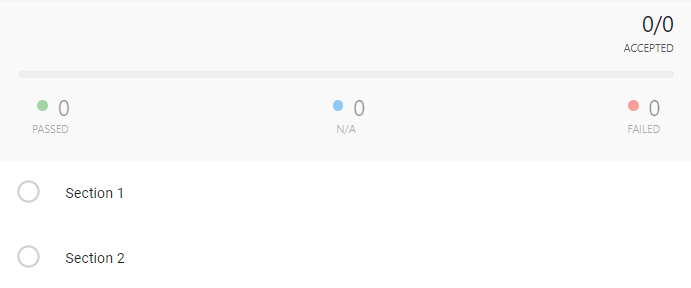 0/0
ACCEPTED
0 0 0
PASSED N/A FAILED
Section 1
Section 2